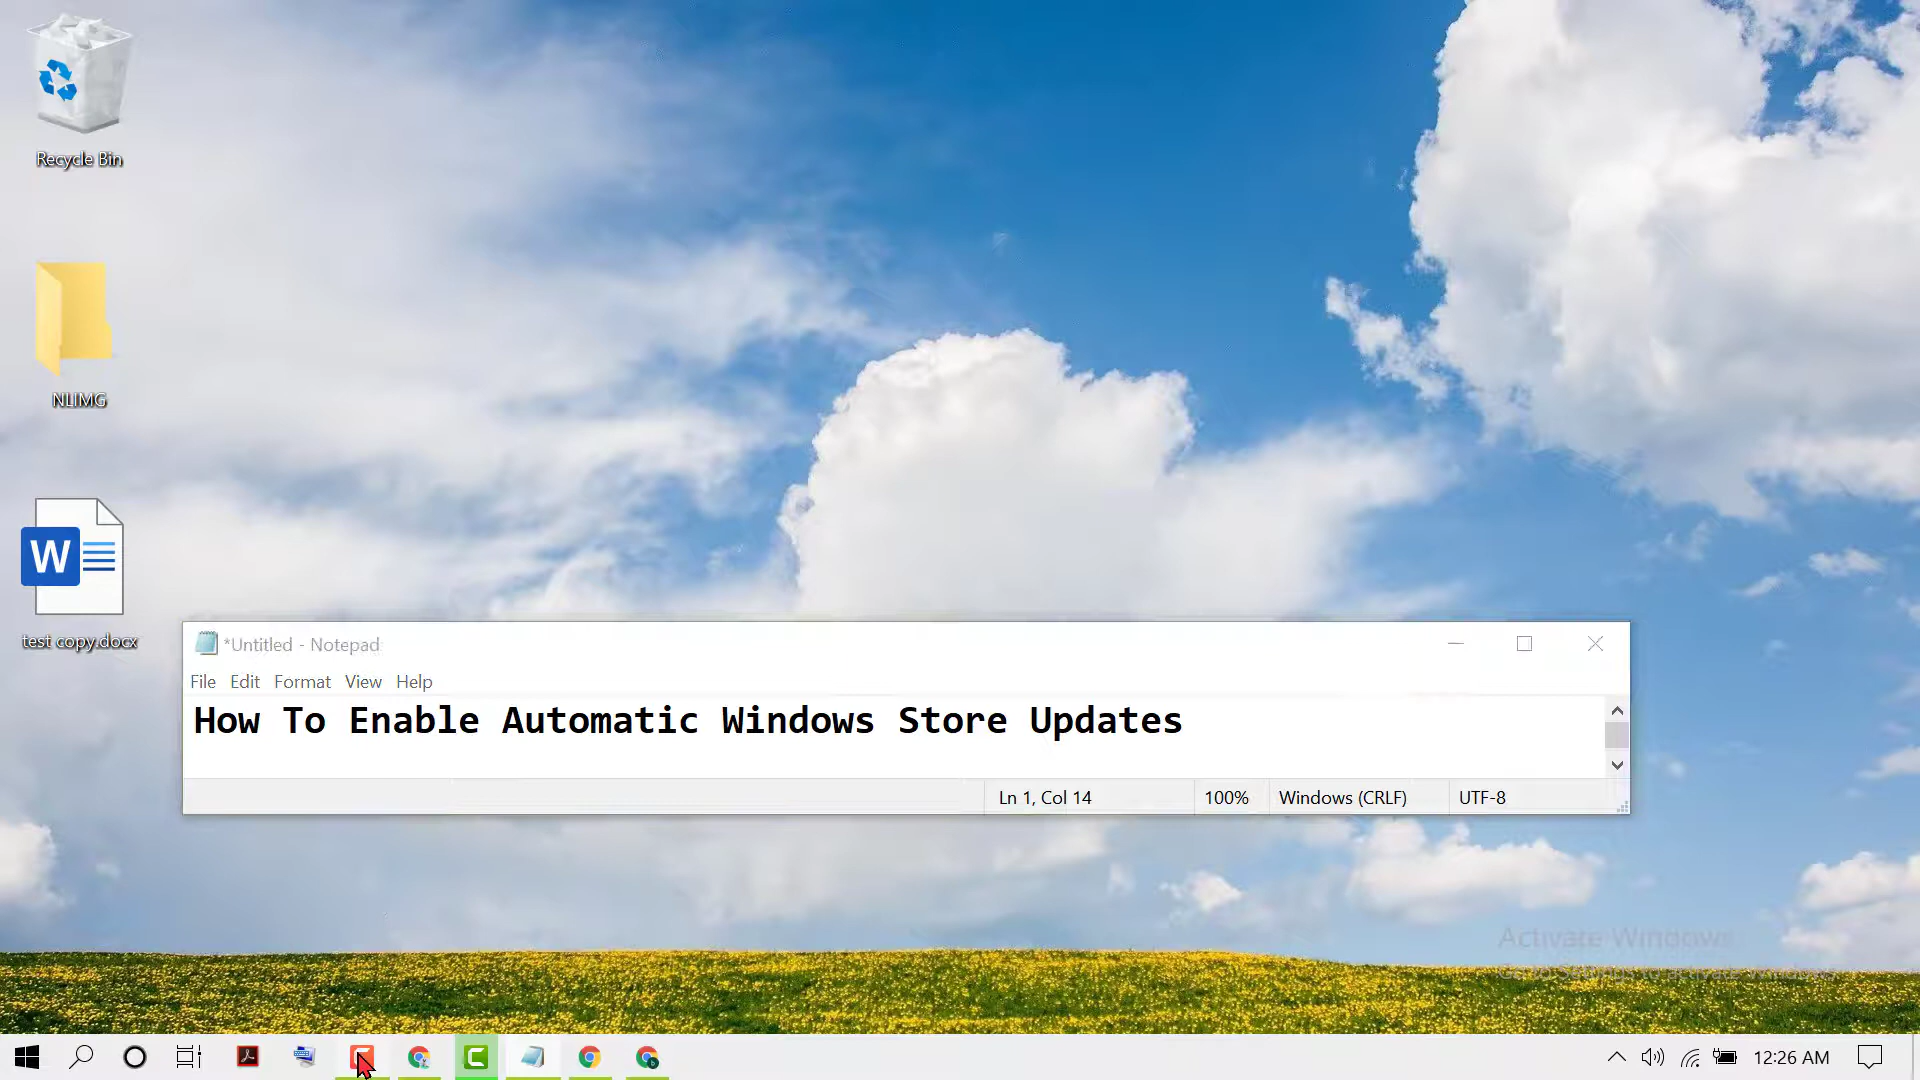 Recycle Bin
NLIMG
W
test copy.docx
*Untitled - Notepad
File Edit Format View Help
How To Enable Automatic Windows Store Updates
Ln 1, Col 14
100%
Windows (CRLF)
UTF-8
Activate Windows
12:26 AM